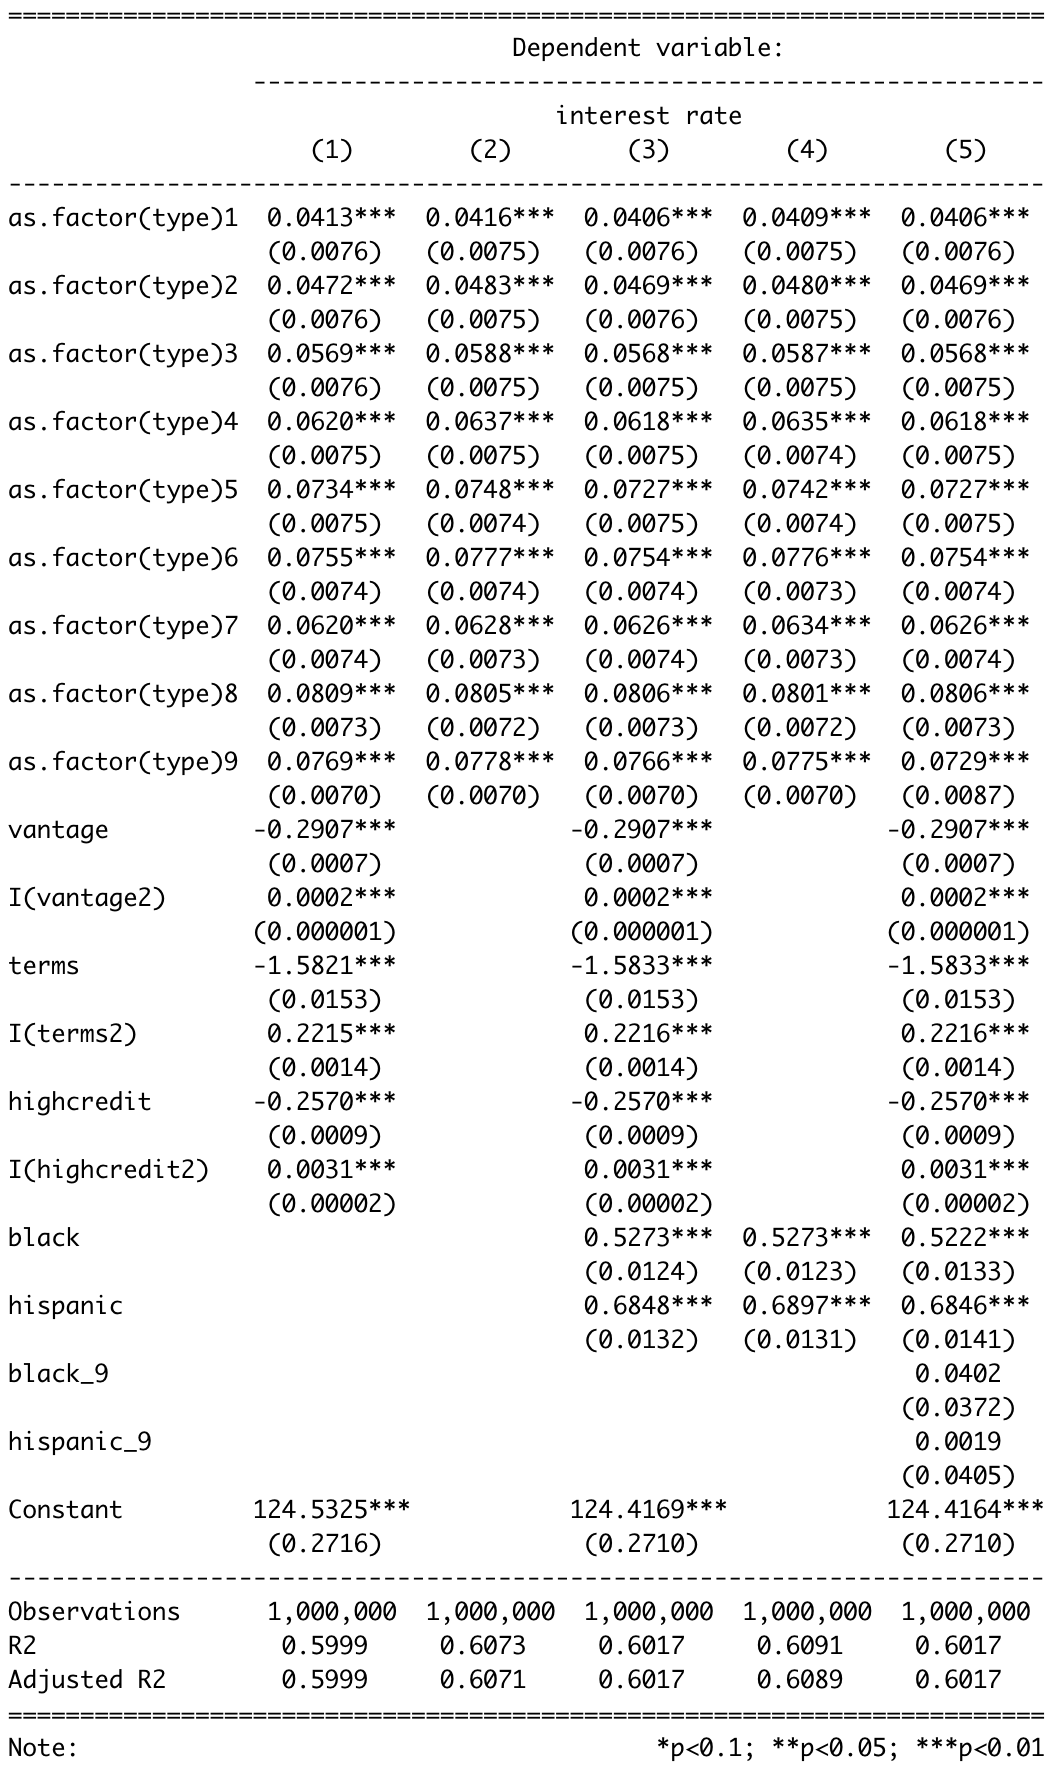 ========================================================================
Dependent variable:
-------------------------------------------------------
interest rate
(1) (2) (3) (4) (5)
------------------------------------------------------------------------
as.factor(type)1 0.0413*** 0.0416*** 0.0406*** 0.0409*** 0.0406***
(0.0076) (0.0075) (0.0076) (0.0075) (0.0076)
as.factor(type)2 0.0472*** 0.0483*** 0.0469*** 0.0480*** 0.0469***
(0.0076) (0.0075) (0.0076) (0.0075) (0.0076)
as.factor(type)3 0.0569*** 0.0588*** 0.0568*** 0.0587*** 0.0568***
(0.0076) (0.0075) (0.0075) (0.0075) (0.0075)
as.factor(type)4 0.0620*** 0.0637*** 0.0618*** 0.0635*** 0.0618***
(0.0075) (0.0075) (0.0075) (0.0074) (0.0075)
as.factor(type)5 0.0734*** 0.0748*** 0.0727*** 0.0742*** 0.0727***
(0.0075) (0.0074) (0.0075) (0.0074) (0.0075)
as.factor(type)6 0.0755*** 0.0777*** 0.0754*** 0.0776*** 0.0754***
(0.0074) (0.0074) (0.0074) (0.0073) (0.0074)
as.factor(type)7 0.0620*** 0.0628*** 0.0626*** 0.0634*** 0.0626***
(0.0074) (0.0073) (0.0074) (0.0073) (0.0074)
as.factor(type)8 0.0809*** 0.0805*** 0.0806*** 0.0801*** 0.0806***
(0.0073) (0.0072) (0.0073) (0.0072) (0.0073)
as.factor(type)9 0.0769*** 0.0778*** 0.0766*** 0.0775*** 0.0729***
(0.0070) (0.0070) (0.0070) (0.0070) (0.0087)
vantage -0.2907*** -0.2907*** -0.2907***
(0.0007) (0.0007) (0.0007)
I(vantage2) 0.0002*** 0.0002*** 0.0002***
(0.000001) (0.000001) (0.000001)
terms -1.5821*** -1.5833*** -1.5833***
(0.0153) (0.0153) (0.0153)
I(terms2) 0.2215*** 0.2216*** 0.2216***
(0.0014) (0.0014) (0.0014)
highcredit -0.2570*** -0.2570*** -0.2570***
(0.0009) (0.0009) (0.0009)
I(highcredit2) 0.0031*** 0.0031*** 0.0031***
(0.00002) (0.00002) (0.00002)
black 0.5273*** 0.5273*** 0.5222***
(0.0124) (0.0123) (0.0133)
hispanic 0.6848*** 0.6897*** 0.6846***
(0.0132) (0.0131) (0.0141)
black_9 0.0402
(0.0372)
hispanic_9 0.0019
(0.0405)
Constant 124.5325*** 124.4169*** 124.4164***
(0.2716) (0.2710) (0.2710)
------------------------------------------------------------------------
Observations 1,000,000 1,000,000 1,000,000 1,000,000 1,000,000
R2 0.5999 0.6073 0.6017 0.6091 0.6017
Adjusted R2 0.5999 0.6071 0.6017 0.6089 0.6017
========================================================================
Note: *p<0.1; **p<0.05; ***p<0.01